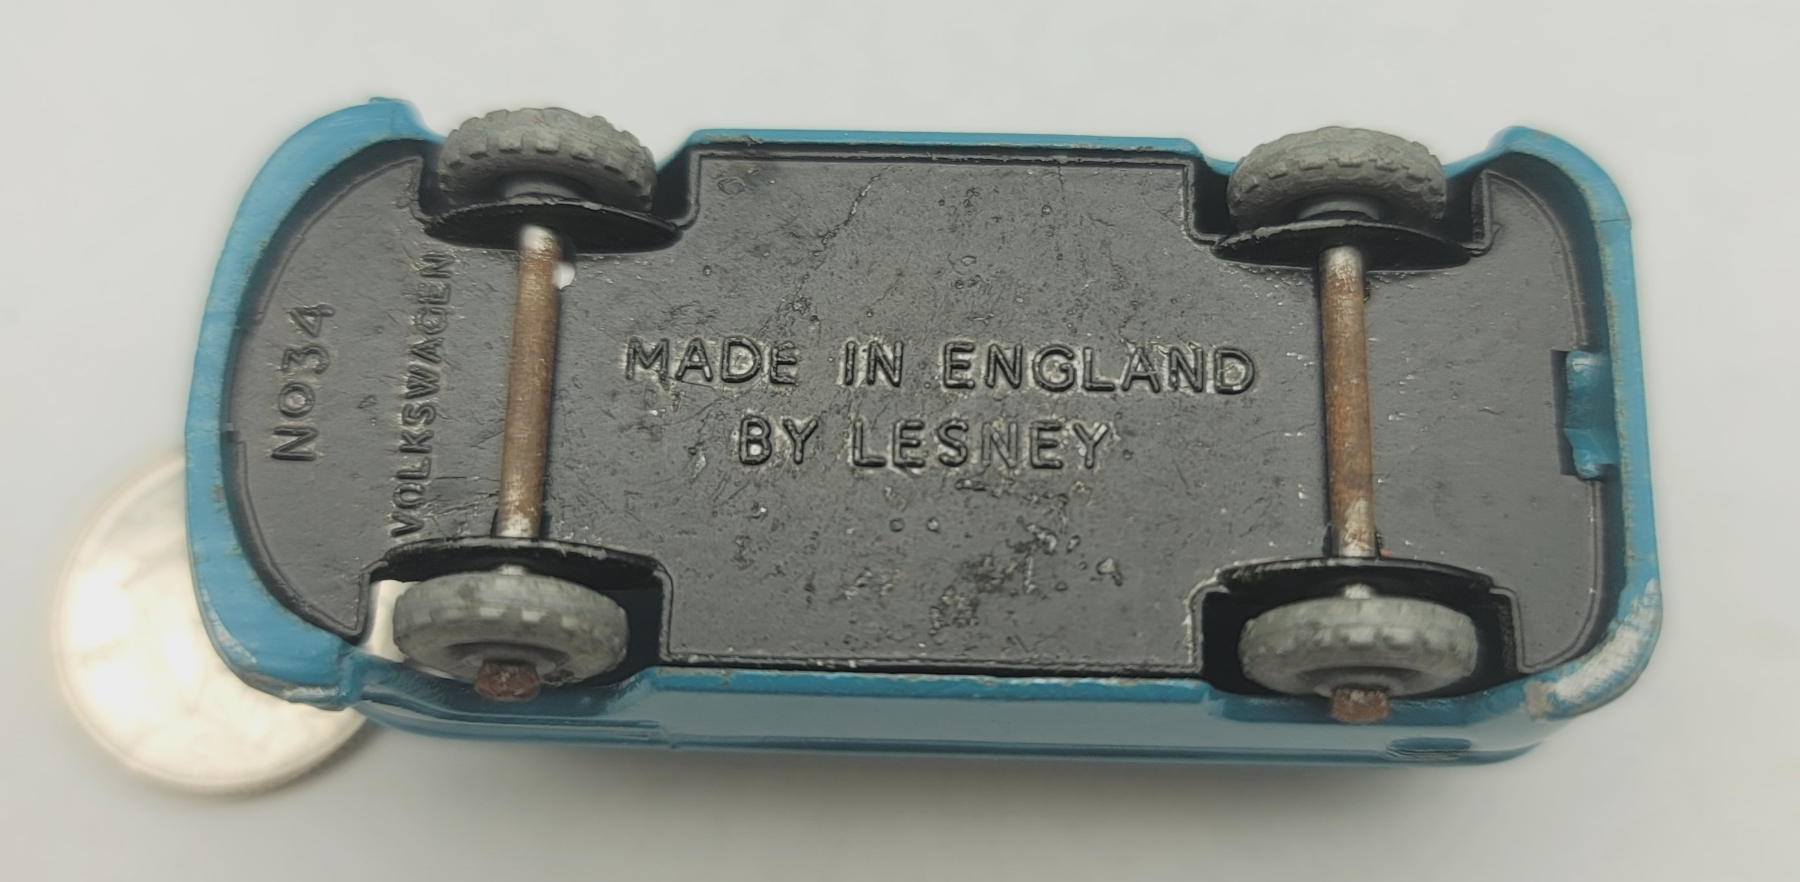 NO34
VOLKSWAGEN
MADE IN ENGLAND
BY LESNEY